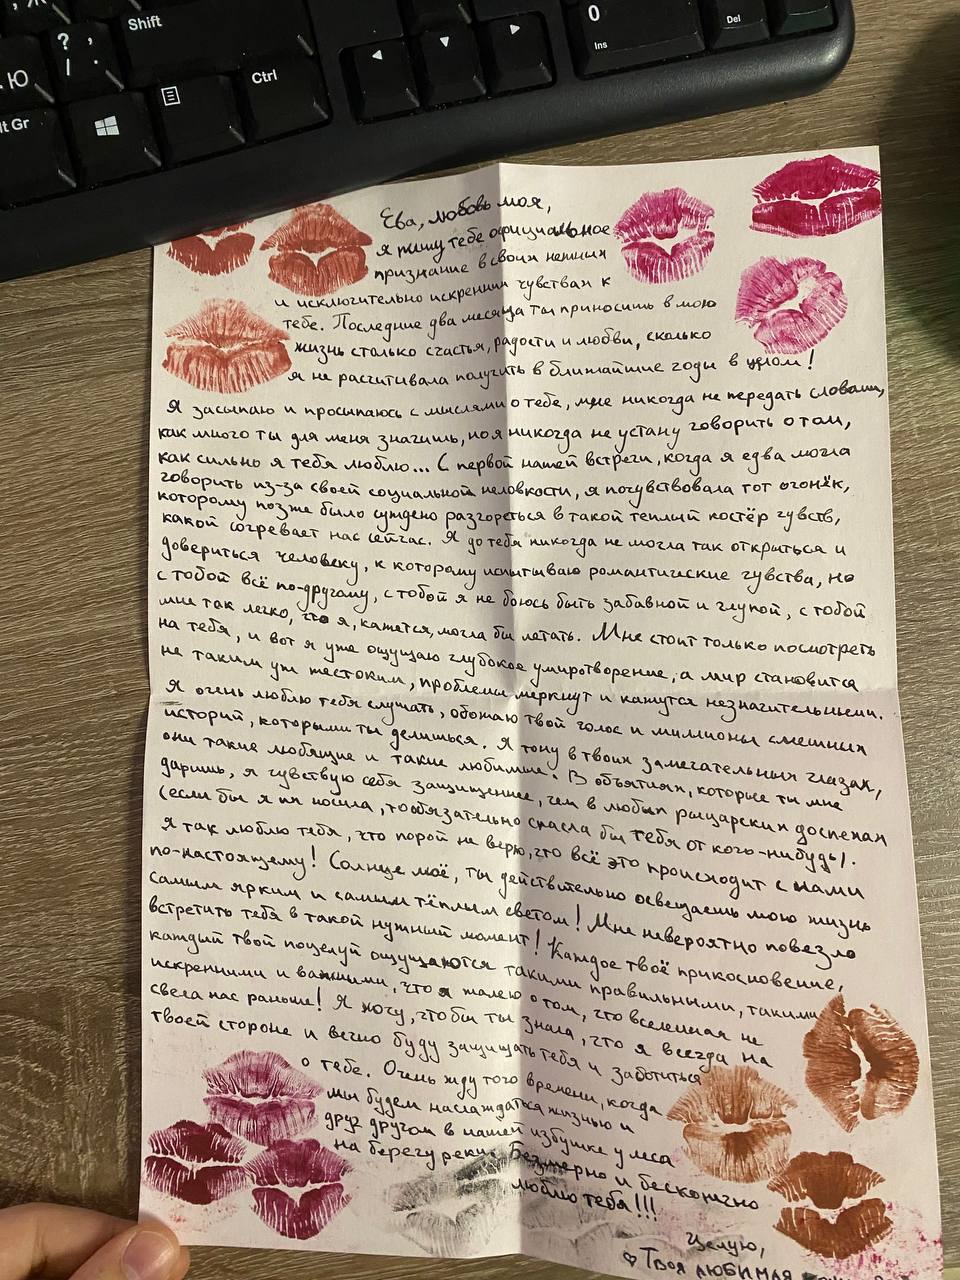 Shift
? ,
/ .
Ю
.
lt Gr
Ctrl
0
Ins
Del
Ева, любовь моя,
я пишу тебе официальное
признание в своих нежных
и исключительно искренних чувствах к
тебе. Последние два месяца ты приносишь в мою
жизнь столько счастья, радости и любви, сколько
я не расчитывала получить в ближайшие годы в целом!
Я засыпаю и просыпаюсь с мыслями о тебе, мне никогда не передать словами,
как много ты для меня значишь, но я никогда не устану говорить о том,
как сильно я тебя люблю... С первой нашей встречи, когда я едва могла
говорить из-за своей социальной неловкости, я почувствовала тот огонёк,
которому позже было суждено разгореться в такой теплый костёр чувств,
какой согревает нас сейчас. Я до тебя никогда не могла так открыться и
довериться человеку, к которому испытываю романтические чувства, но
с тобой всё по-другому, с тобой я не боюсь быть забавной и глупой, с тобой
мне так легко, что я, кажется, могла бы летать. Мне стоит только посмотреть
на тебя, и вот я уже ощущаю глубокое умиротворение, а мир становится
не таким уж жестоким, проблемы меркнут и кажутся незначительными.
Я очень люблю тебя слушать, обожаю твой голос и миллионы смешных
историй, которыми ты делишься. Я тону в твоих замечательных глазах,
они такие любящие и такие любимые. В объятиях, которые ты мне
даришь, я чувствую себя защищеннее, чем в любых рыцарских доспехах
(если бы я их носила, то обязательно спасла бы тебя от кого-нибудь).
Я так люблю тебя, что порой не верю, что всё это происходит с нами
по-настоящему! Солнце моё, ты действительно освещаешь мою жизнь
самым ярким и самым тёплым светом! Мне невероятно повезло
встретить тебя в такой нужный момент! Каждое твоё прикосновение,
каждый твой поцелуй ощущаются такими правильными, такими
искренними и важными, что я жалею о том, что вселенная не
свела нас раньше! Я хочу, чтобы ты знала, что я всегда на
твоей стороне и вечно буду защищать тебя и заботиться
о тебе. Очень жду того времени, когда
мы будем наслаждаться жизнью и
друг другом в нашей избушке у леса
на берегу реки. Безмерно и бесконечно
люблю тебя!!!
Целую,
♡ Твоя любимая